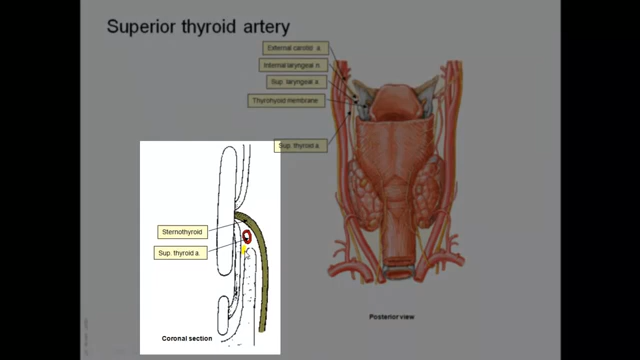 Superior thyroid artery
External carotid a.
Internal laryngeal n.
Sup. laryngeal a.
Thyrohyoid membrane
Sup. thyroid a.
Sternothyroid
Sup. thyroid a.
Posterior view
Coronal section